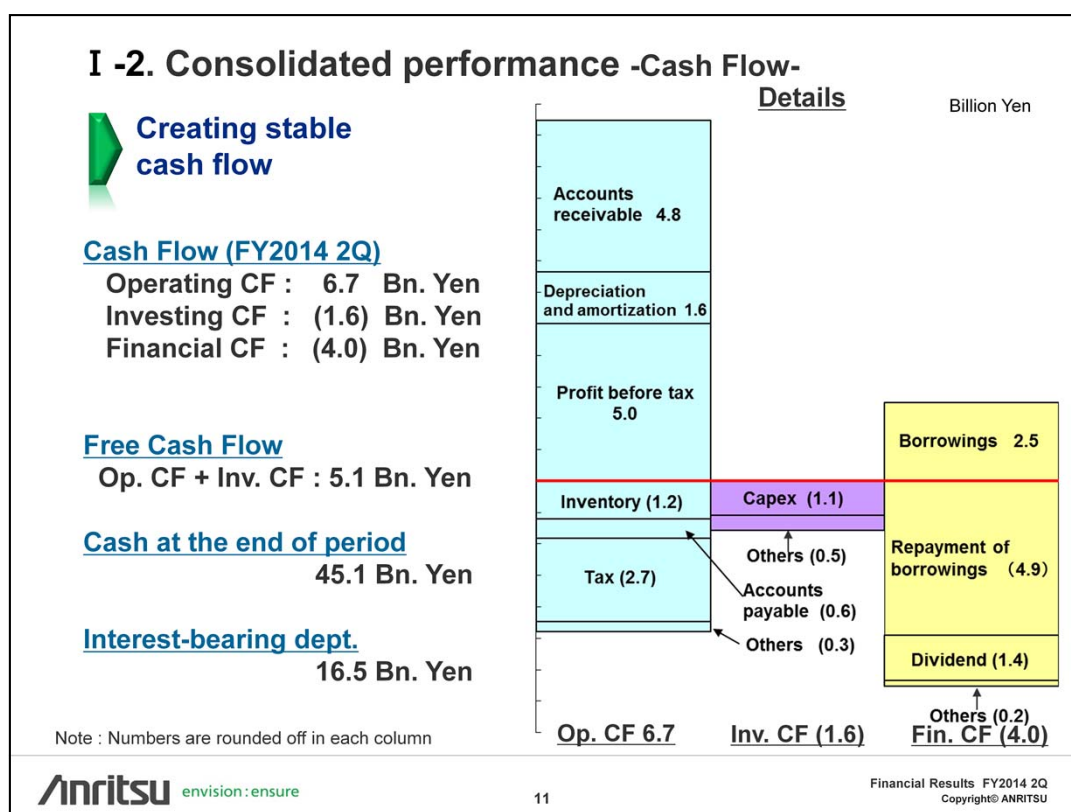 Ⅰ -2. Consolidated performance -Cash Flow-
Details
Billion Yen
Creating stable
cash flow
Cash Flow (FY2014 2Q)
Operating CF : 6.7 Bn. Yen
Investing CF : (1.6) Bn. Yen
Financial CF : (4.0) Bn. Yen
Free Cash Flow
Op. CF + Inv. CF : 5.1 Bn. Yen
Cash at the end of period
45.1 Bn. Yen
Interest-bearing dept.
16.5 Bn. Yen
Note : Numbers are rounded off in each column
Accounts
receivable 4.8
Depreciation
and amortization 1.6
Profit before tax
5.0
Inventory (1.2)
Tax (2.7)
Accounts
payable (0.6)
Others (0.3)
Op. CF 6.7
Capex (1.1)
Others (0.5)
Inv. CF (1.6)
Borrowings 2.5
Repayment of
borrowings (4.9)
Dividend (1.4)
Others (0.2)
Fin. CF (4.0)
Anritsu envision : ensure
11
Financial Results FY2014 2Q
Copyright© ANRITSU